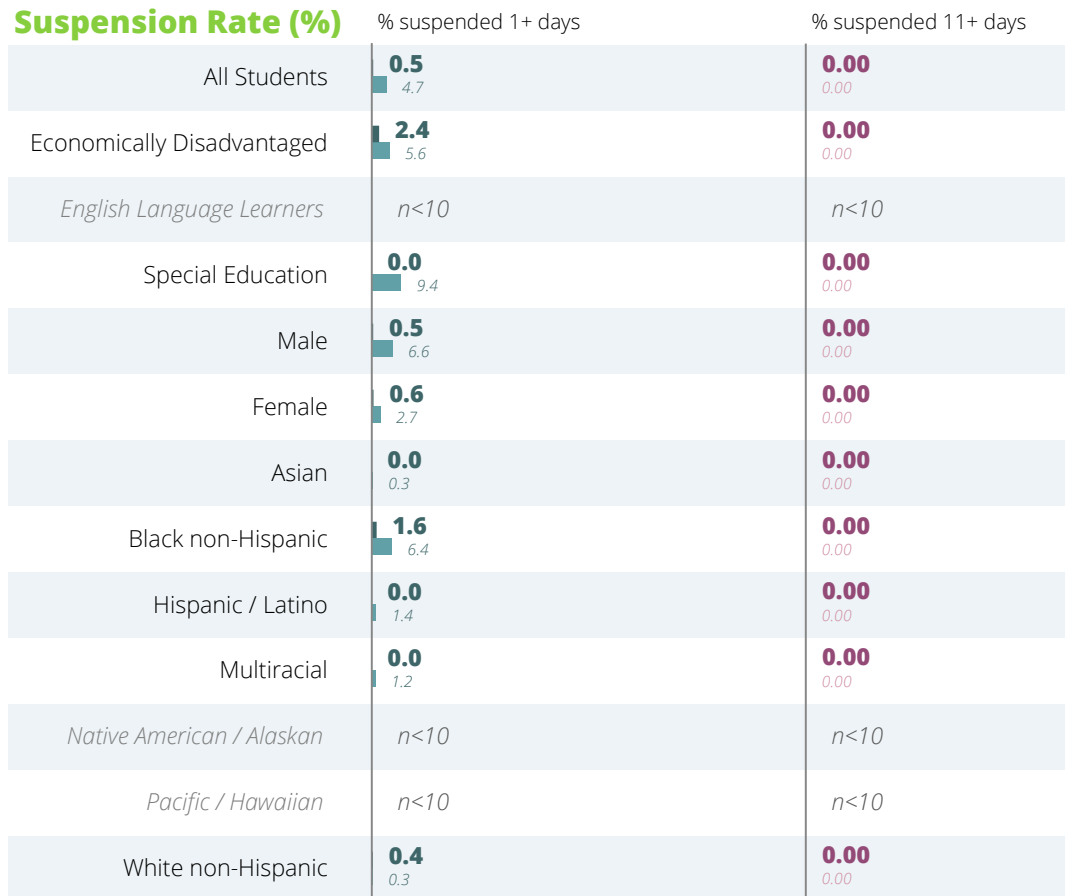 Suspension Rate (%) % suspended 1+ days % suspended 11+ days
All Students 0.5 0.00
4.7 0.00
Economically Disadvantaged 2.4 0.00
5.6 0.00
English Language Learners n<10 n<10
Special Education 0.0 0.00
9.4 0.00
Male 0.5 0.00
6.6 0.00
Female 0.6 0.00
2.7 0.00
Asian 0.0 0.00
0.3 0.00
Black non-Hispanic 1.6 0.00
6.4 0.00
Hispanic / Latino 0.0 0.00
1.4 0.00
Multiracial 0.0 0.00
1.2 0.00
Native American / Alaskan n<10 n<10
Pacific / Hawaiian n<10 n<10
White non-Hispanic 0.4 0.00
0.3 0.00